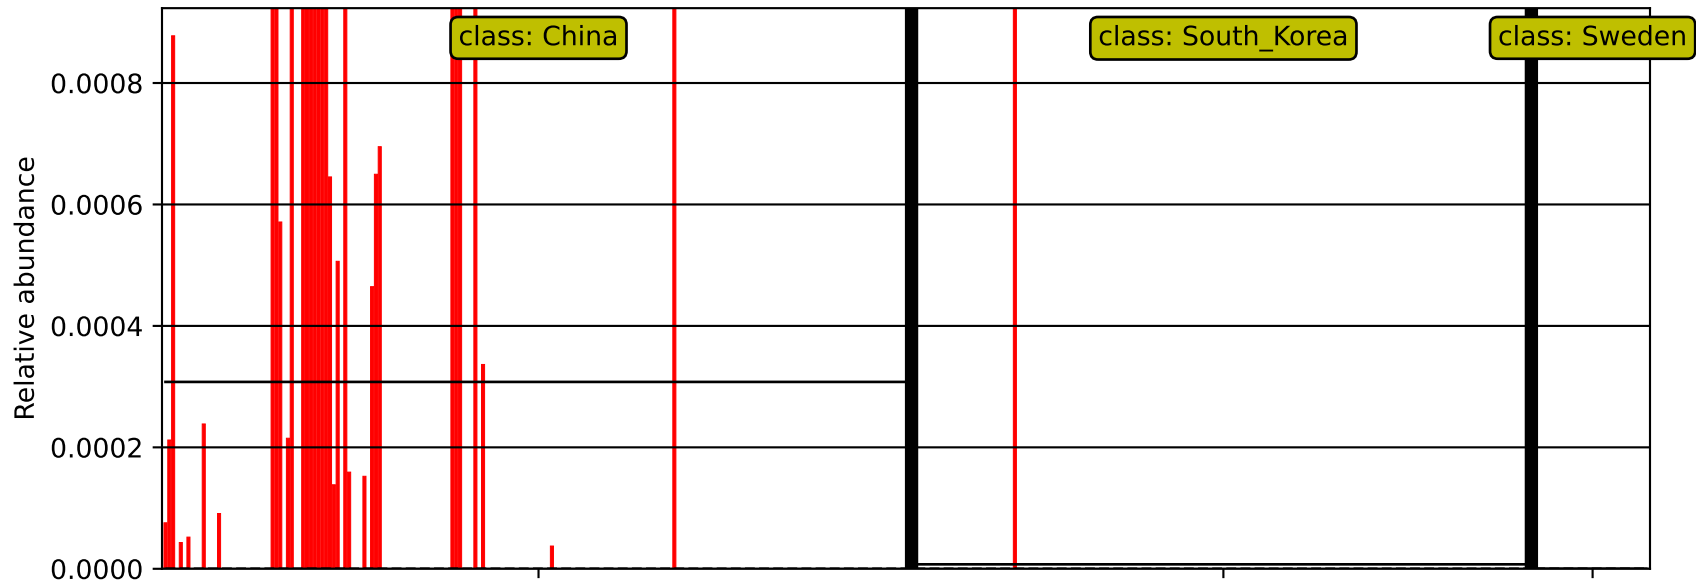 class: China
class: South_Korea
class: Sweden
0.0008
0.0006
0.0004
0.0002
0.0000
Relative abundance